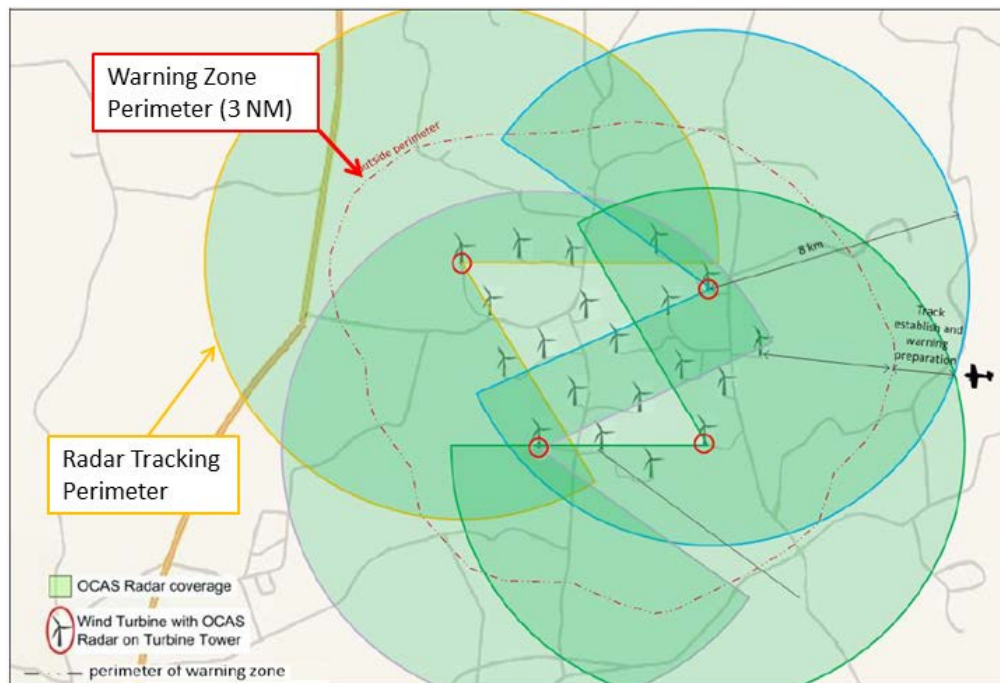 Warning Zone
Perimeter (3 NM)
outside perimeter
8 km
Track
establish and
warning
preparation
Radar Tracking
Perimeter
OCAS Radar coverage
Wind Turbine with OCAS
Radar on Turbine Tower
perimeter of warning zone